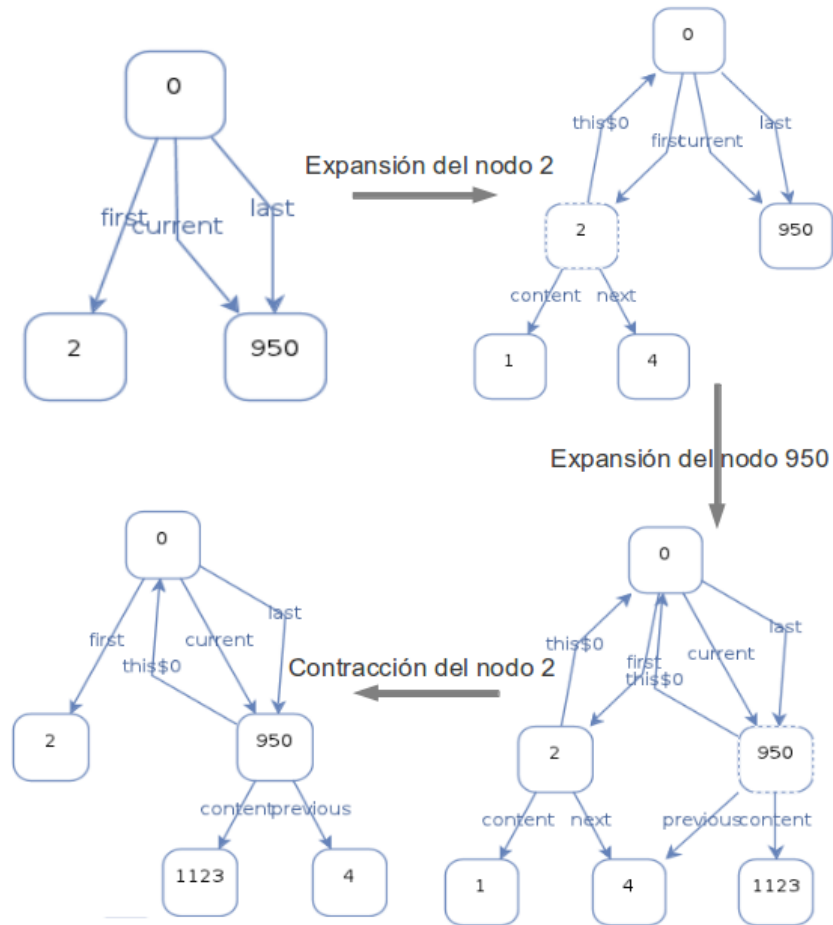 0
first
current
last
2
950
Expansión del nodo 2
0
this$0
first
current
last
2
950
content
next
1
4
Expansión del nodo 950
0
this$0
first
this$0
current
last
2
950
content
next
previous
content
1
4
1123
Contracción del nodo 2
0
first
this$0
current
last
2
950
content
previous
1123
4